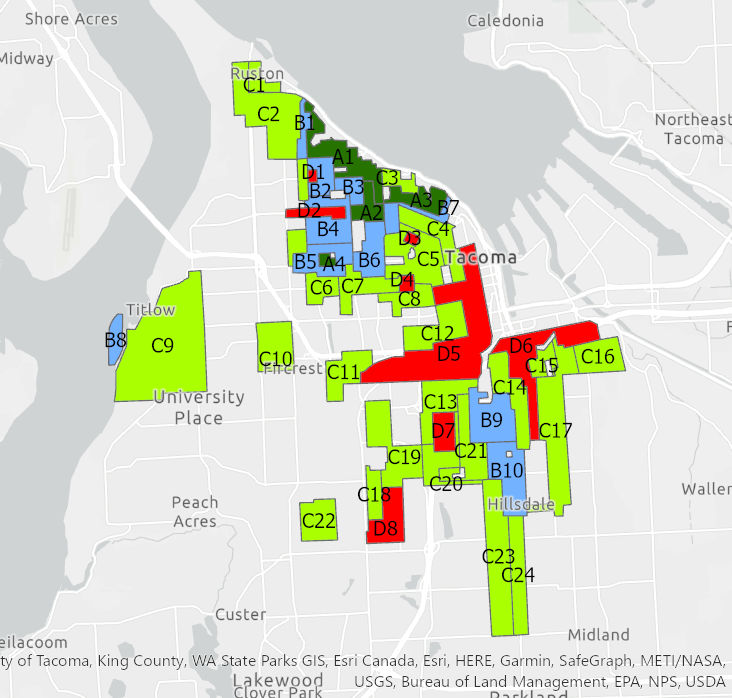 Shore Acres
Caledonia
Midway
Ruston
C1
C2
B1
Northeast
Tacoma
A1
D1
C3
B2
B3
A3
D2
A2
B7
B4
D3
C4
B5
A4
B6
C5
Tacoma
D4
C6
C7
C8
Titlow
B8
C9
C12
D6
C10
D5
C15
C16
Fircrest
C11
C14
University
Place
C13
B9
D7
C17
C21
C19
B10
C20
C18
Waller
Peach
Acres
Hillsdale
C22
D8
C23
C24
Custer
Midland
eilacoom
ty of Tacoma, King County, WA State Parks GIS, Esri Canada, Esri, HERE, Garmin, SafeGraph, METI/NASA,
Lakewood
USGS, Bureau of Land Management, EPA, NPS, USDA
Clover Park
Parkland